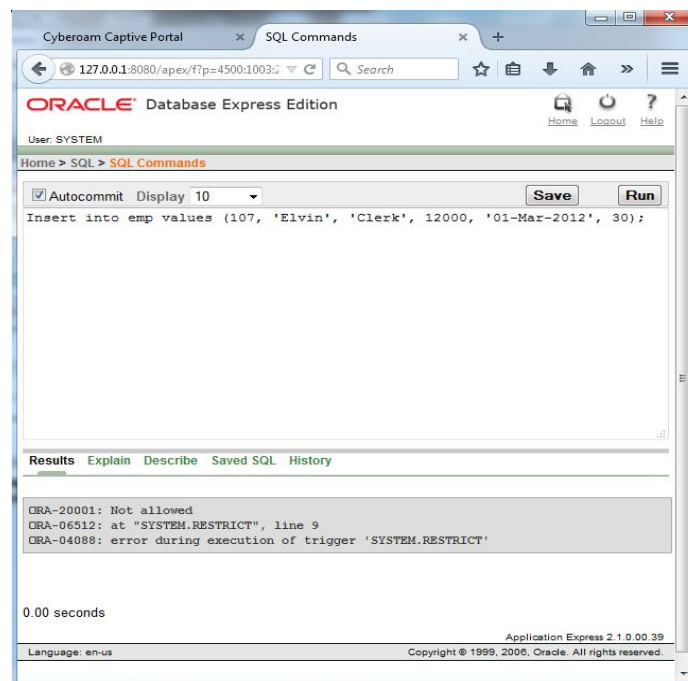 Cyberoam Captive Portal
SQL Commands
127.0.0.1:8080/apex/f?p=4500:1003:2
Search
ORACLE Database Express Edition
Home Logout Help
User: SYSTEM
Home > SQL > SQL Commands
Autocommit Display 10
Save Run
Insert into emp values (107, 'Elvin', 'Clerk', 12000, '01-Mar-2012', 30);
Results Explain Describe Saved SQL History
ORA-20001: Not allowed
ORA-06512: at "SYSTEM.RESTRICT", line 9
ORA-04088: error during execution of trigger 'SYSTEM.RESTRICT'
0.00 seconds
Application Express 2.1.0.00.39
Language: en-us Copyright © 1999, 2006, Oracle. All rights reserved.